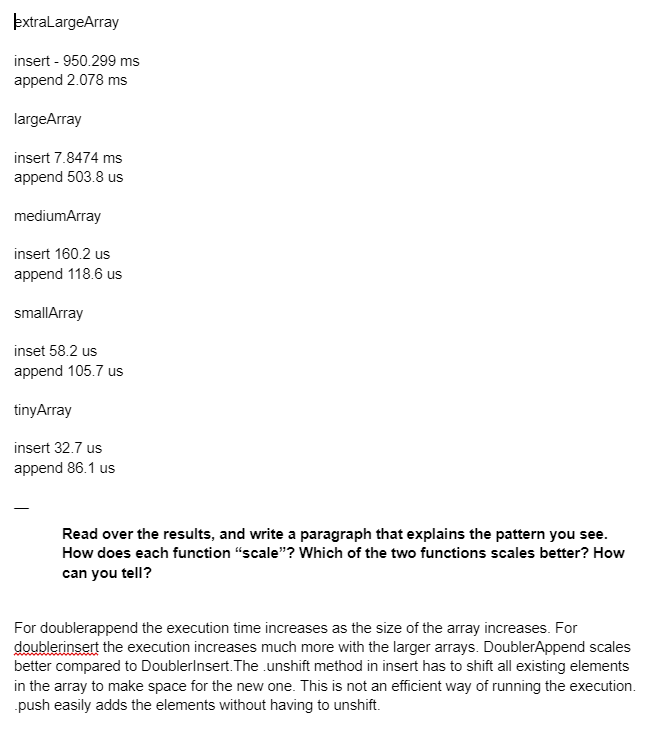 extraLargeArray
insert - 950.299 ms
append 2.078 ms
largeArray
insert 7.8474 ms
append 503.8 us
mediumArray
insert 160.2 us
append 118.6 us
smallArray
inset 58.2 us
append 105.7 us
tinyArray
insert 32.7 us
append 86.1 us
—
Read over the results, and write a paragraph that explains the pattern you see.
How does each function “scale”? Which of the two functions scales better? How
can you tell?
For doublerappend the execution time increases as the size of the array increases. For
doublerinsert the execution increases much more with the larger arrays. DoublerAppend scales
better compared to DoublerInsert.The .unshift method in insert has to shift all existing elements
in the array to make space for the new one. This is not an efficient way of running the execution.
.push easily adds the elements without having to unshift.